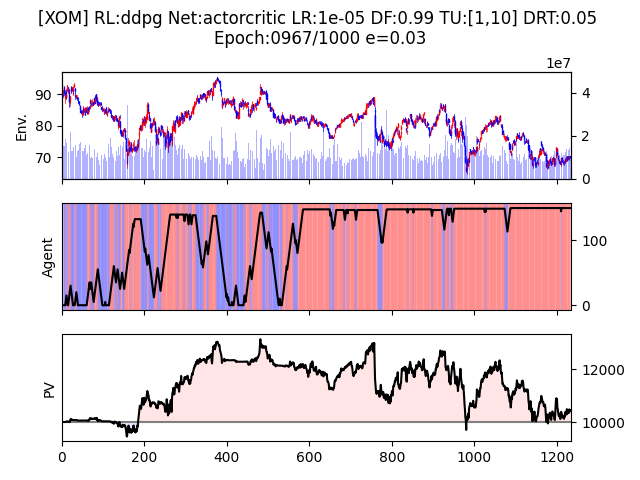 [XOM] RL:ddpg Net:actorcritic LR:1e-05 DF:0.99 TU:[1,10] DRT:0.05
Epoch:0967/1000 e=0.03
1e7
Env.
90
80
70
4
2
0
Agent
100
0
PV
12000
10000
0 200 400 600 800 1000 1200